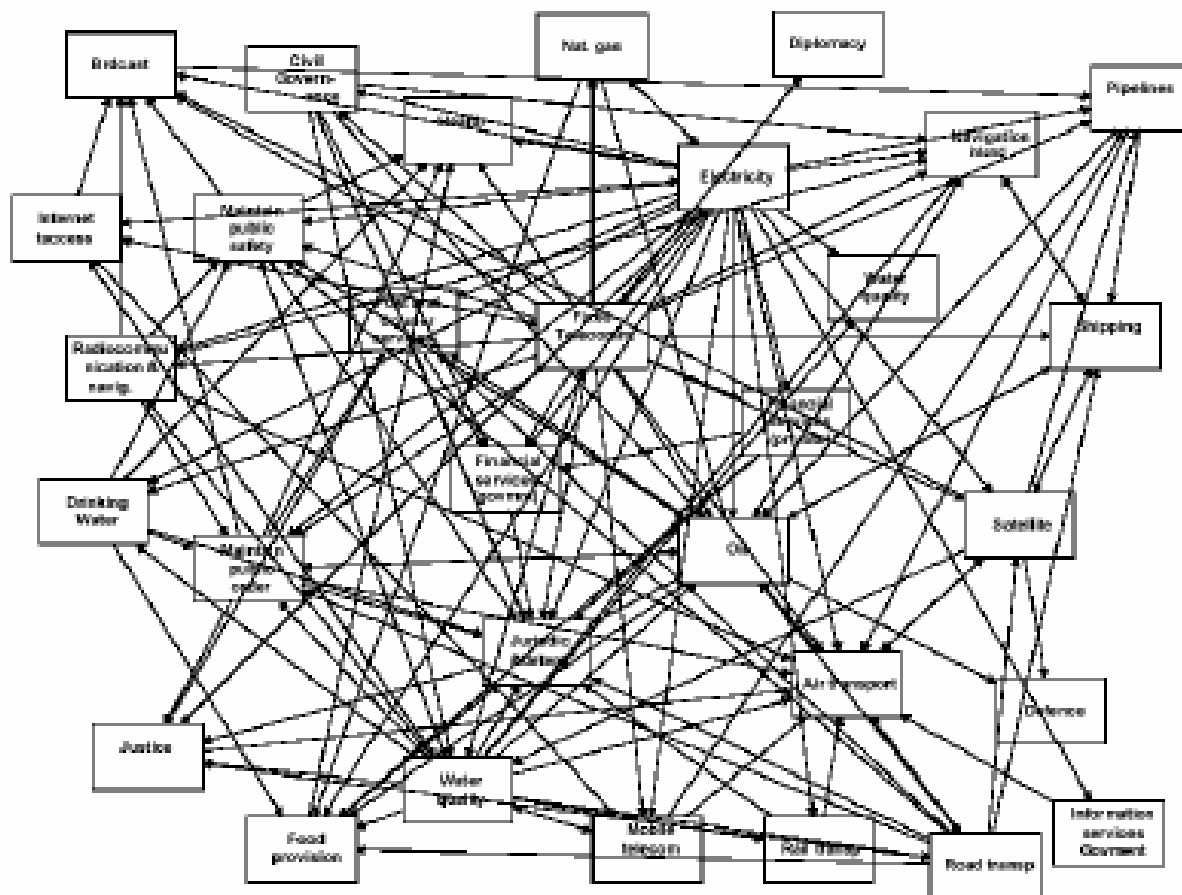 Nat. gas
Diplomacy
Brdcast
Civil
Govern-
ance
Pipelines
Navigation
Electricity
Internet
Maintain
public
safety
Water
quality
Shipping
Radiocommu
nication &
navig.
Financial
Financial
services
Drinking
Water
Satellite
Maintain
public
order
Oil
Air transport
Defence
Justice
Water
quality
Food
provision
Mobile
telecom
Rail transp
Road transp
Information
services
Govment